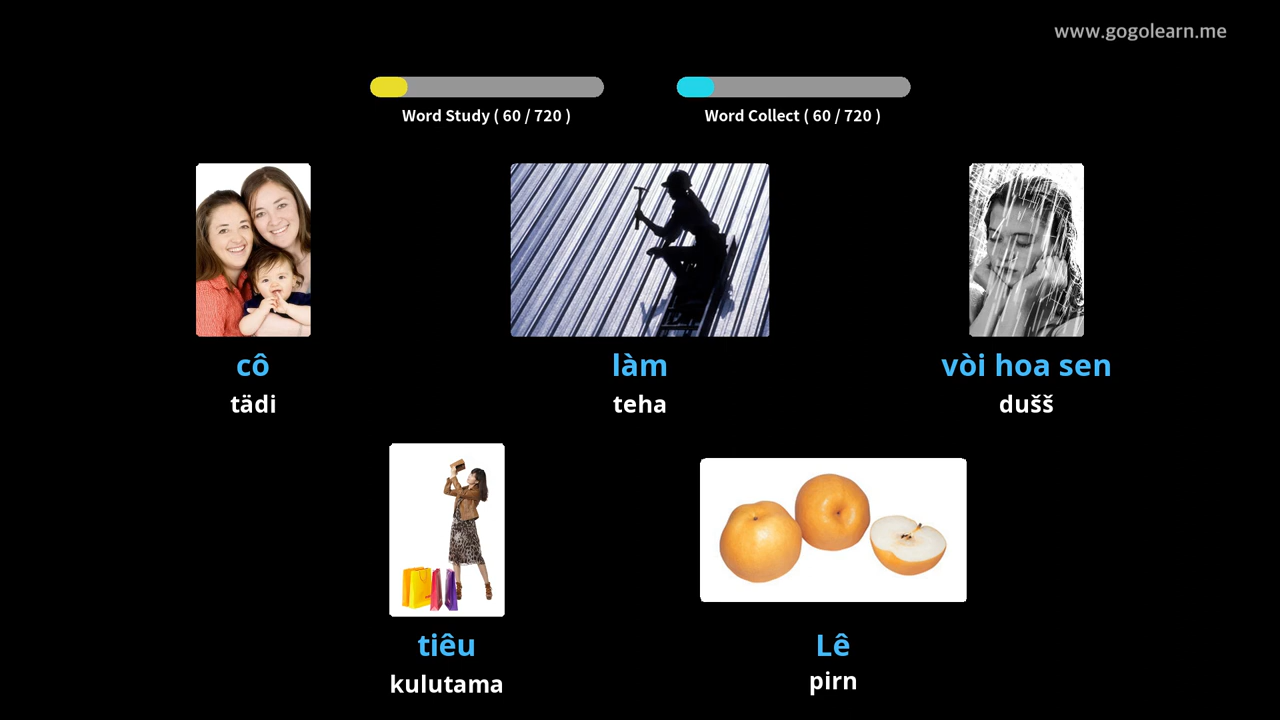 www.gogolearn.me
Word Study ( 60 / 720 )
Word Collect ( 60 / 720 )
cô
tädi
làm
teha
vòi hoa sen
dušš
tiêu
kulutama
Lê
pirn